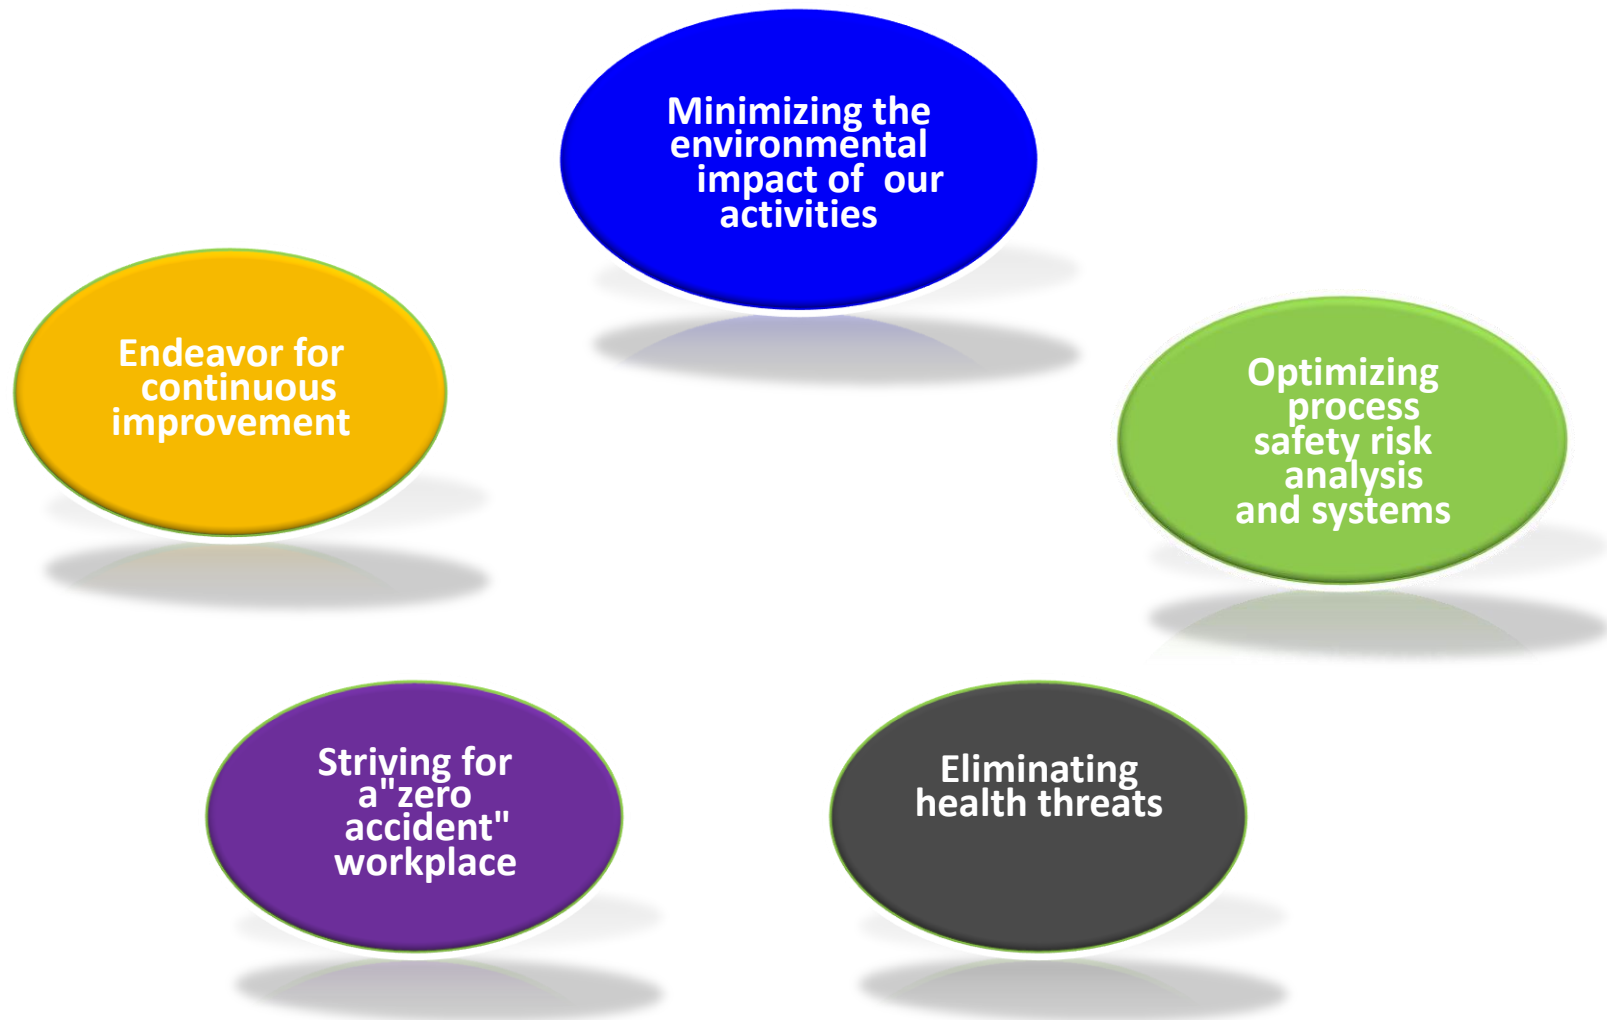 Minimizing the
environmental
impact of our
activities
Endeavor for
continuous
improvement
Optimizing
process
safety risk
analysis
and systems
Striving for
a"zero
accident"
workplace
Eliminating
health threats